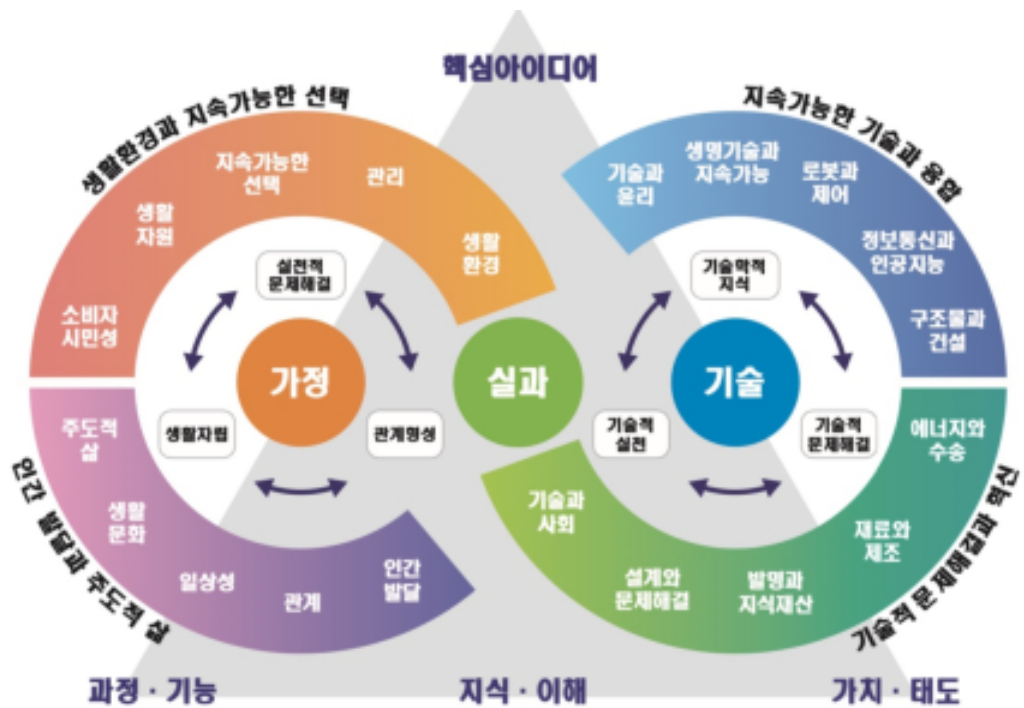 핵심아이디어
생활환경과 지속가능한 선택
지속가능한 기술과 융합
지속가능한
선택
관리
생활
자원
생활
환경
소비자
시민성
기술과
윤리
생명기술과
지속가능
로봇과
제어
정보통신과
인공지능
구조물과
건설
실천적
문제해결
기술학적
지식
가정
실과
기술
생활자립
관계형성
기술적
실천
기술적
문제해결
주도적
삶
생활
문화
일상성
관계
인간
발달
기술과
사회
설계와
문제해결
발명과
지식재산
재료와
제조
에너지와
수송
인간 발달과 주도적 삶
기술적 문제해결과 혁신
과정 · 기능
지식 · 이해
가치 · 태도